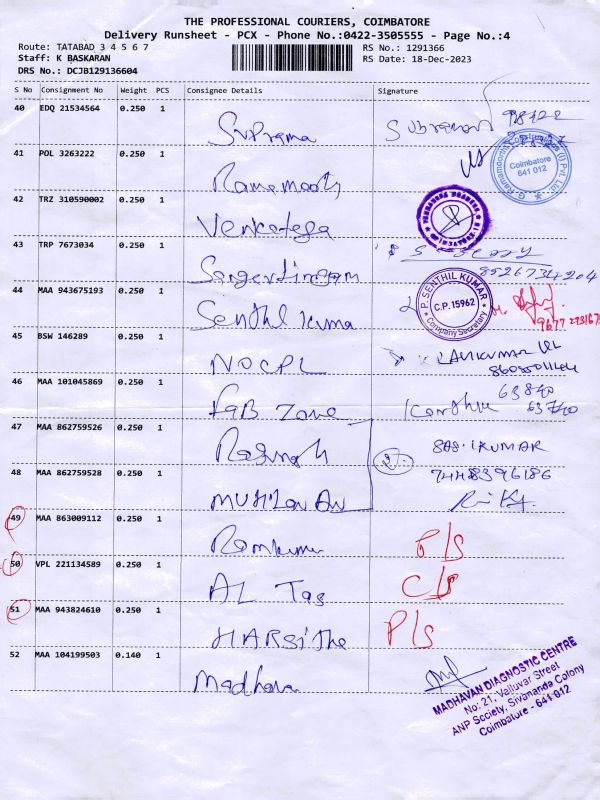 THE PROFESSIONAL COURIERS, COIMBATORE
Delivery Runsheet - PCX - Phone No.:0422-3505555 - Page No.:4
Route: TATABAD 3 4 5 6 7
RS No.: 1291366
Staff: K BASKARAN
RS Date: 18-Dec-2023
DRS No.: DCJB129136604
S No Consignment No Weight PCS Consignee Details Signature
40 EDQ 21534564 0.250 1
Suprama
41 POL 3263222 0.250 1
Coimbatore
641 012
42 TRZ 310590002 0.250 1
Venkatesa
43 TRP 7673034 0.250 1
8526734204
44 MAA 943675193 0.250 1
Senthil kuma
P. SENTHIL KUMAR
C.P. 15962
Company Secretary
45 BSW 146289 0.250 1
NOCPL
46 MAA 101045869 0.250 1
FaB Zone
63840
63740
47 MAA 862759526 0.250 1
48 MAA 862759528 0.250 1
49 MAA 863009112 0.250 1
Ramkumar
P/S
50 VPL 221134589 0.250 1
AL Tas
C/S
51 MAA 943824610 0.250 1
HARSITHa
P/S
52 MAA 104199503 0.140 1
Madhava
MADHAVAN DIAGNOSTIC CENTRE
No: 21, Valluvar Street
ANP Society, Sivananda Colony
Coimbatore - 641 012